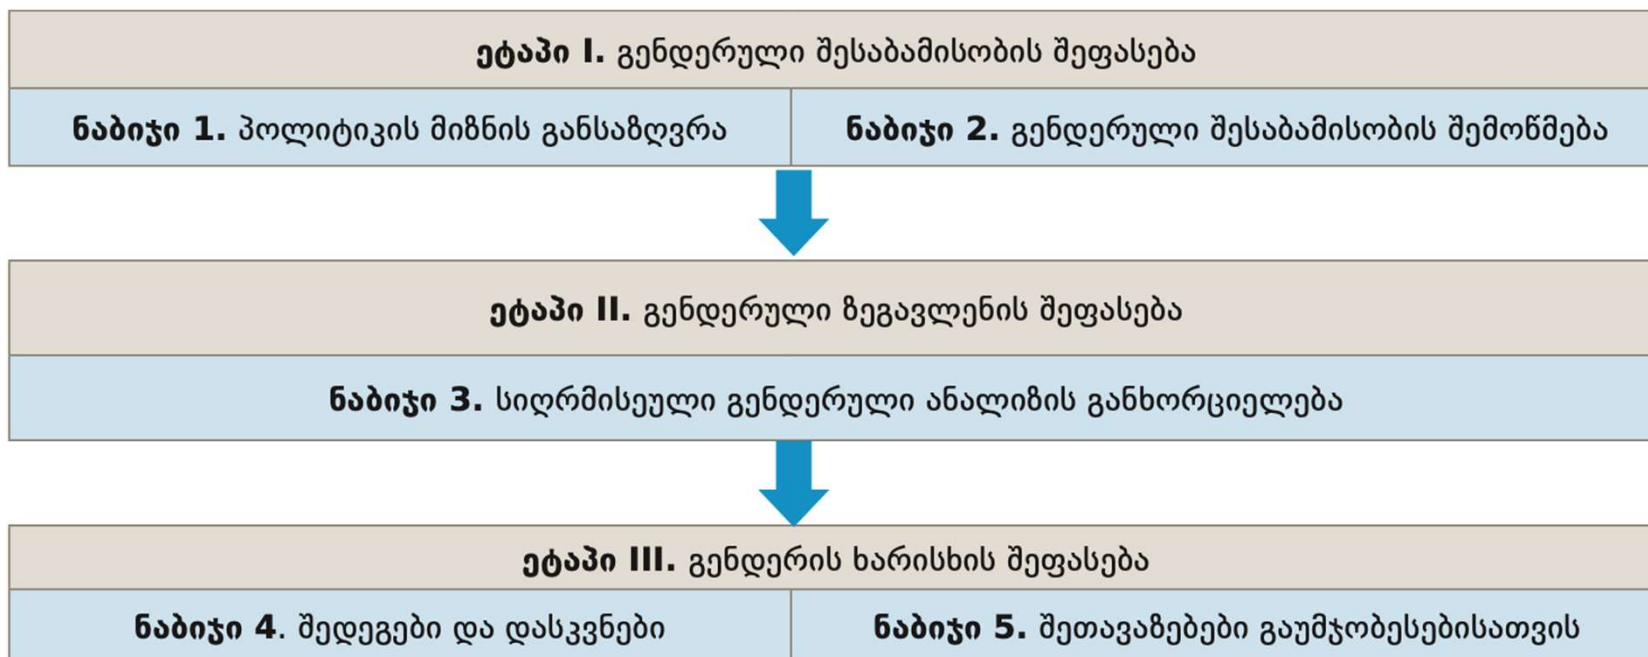 ეტაპი I. გენდერული შესაბამისობის შეფასება
ნაბიჯი 1. პოლიტიკის მიზნის განსაზღვრა
ნაბიჯი 2. გენდერული შესაბამისობის შემოწმება
ეტაპი II. გენდერული ზეგავლენის შეფასება
ნაბიჯი 3. სიღრმისეული გენდერული ანალიზის განხორციელება
ეტაპი III. გენდერის ხარისხის შეფასება
ნაბიჯი 4. შედეგები და დასკვნები
ნაბიჯი 5. შეთავაზებები გაუმჯობესებისათვის